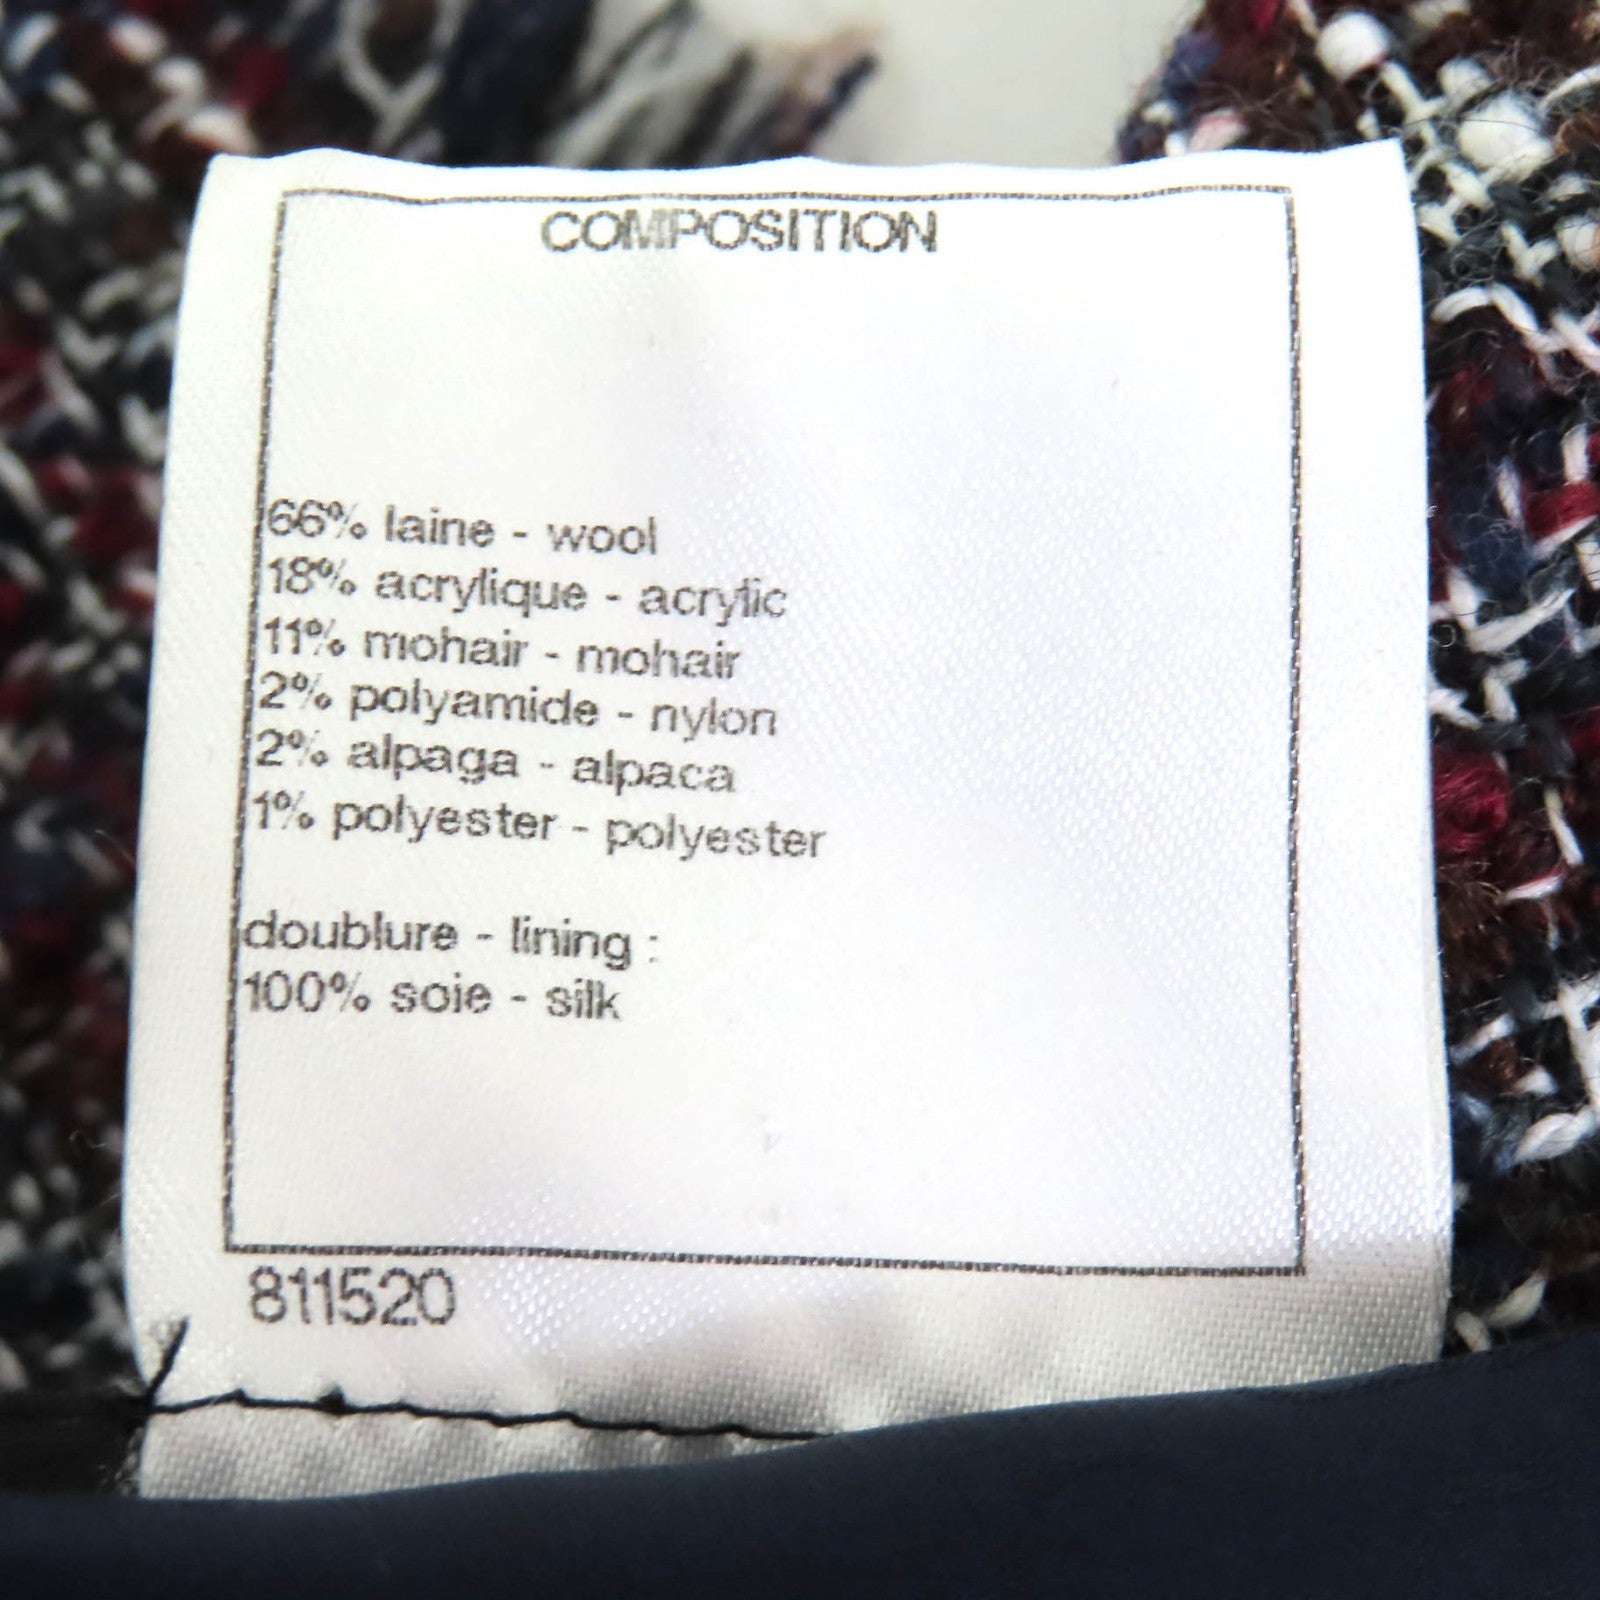 COMPOSITION
66% laine - wool
18% acrylique - acrylic
11% mohair - mohair
2% polyamide - nylon
2% alpaga - alpaca
1% polyester - polyester
doublure - lining :
100% soie - silk
811520